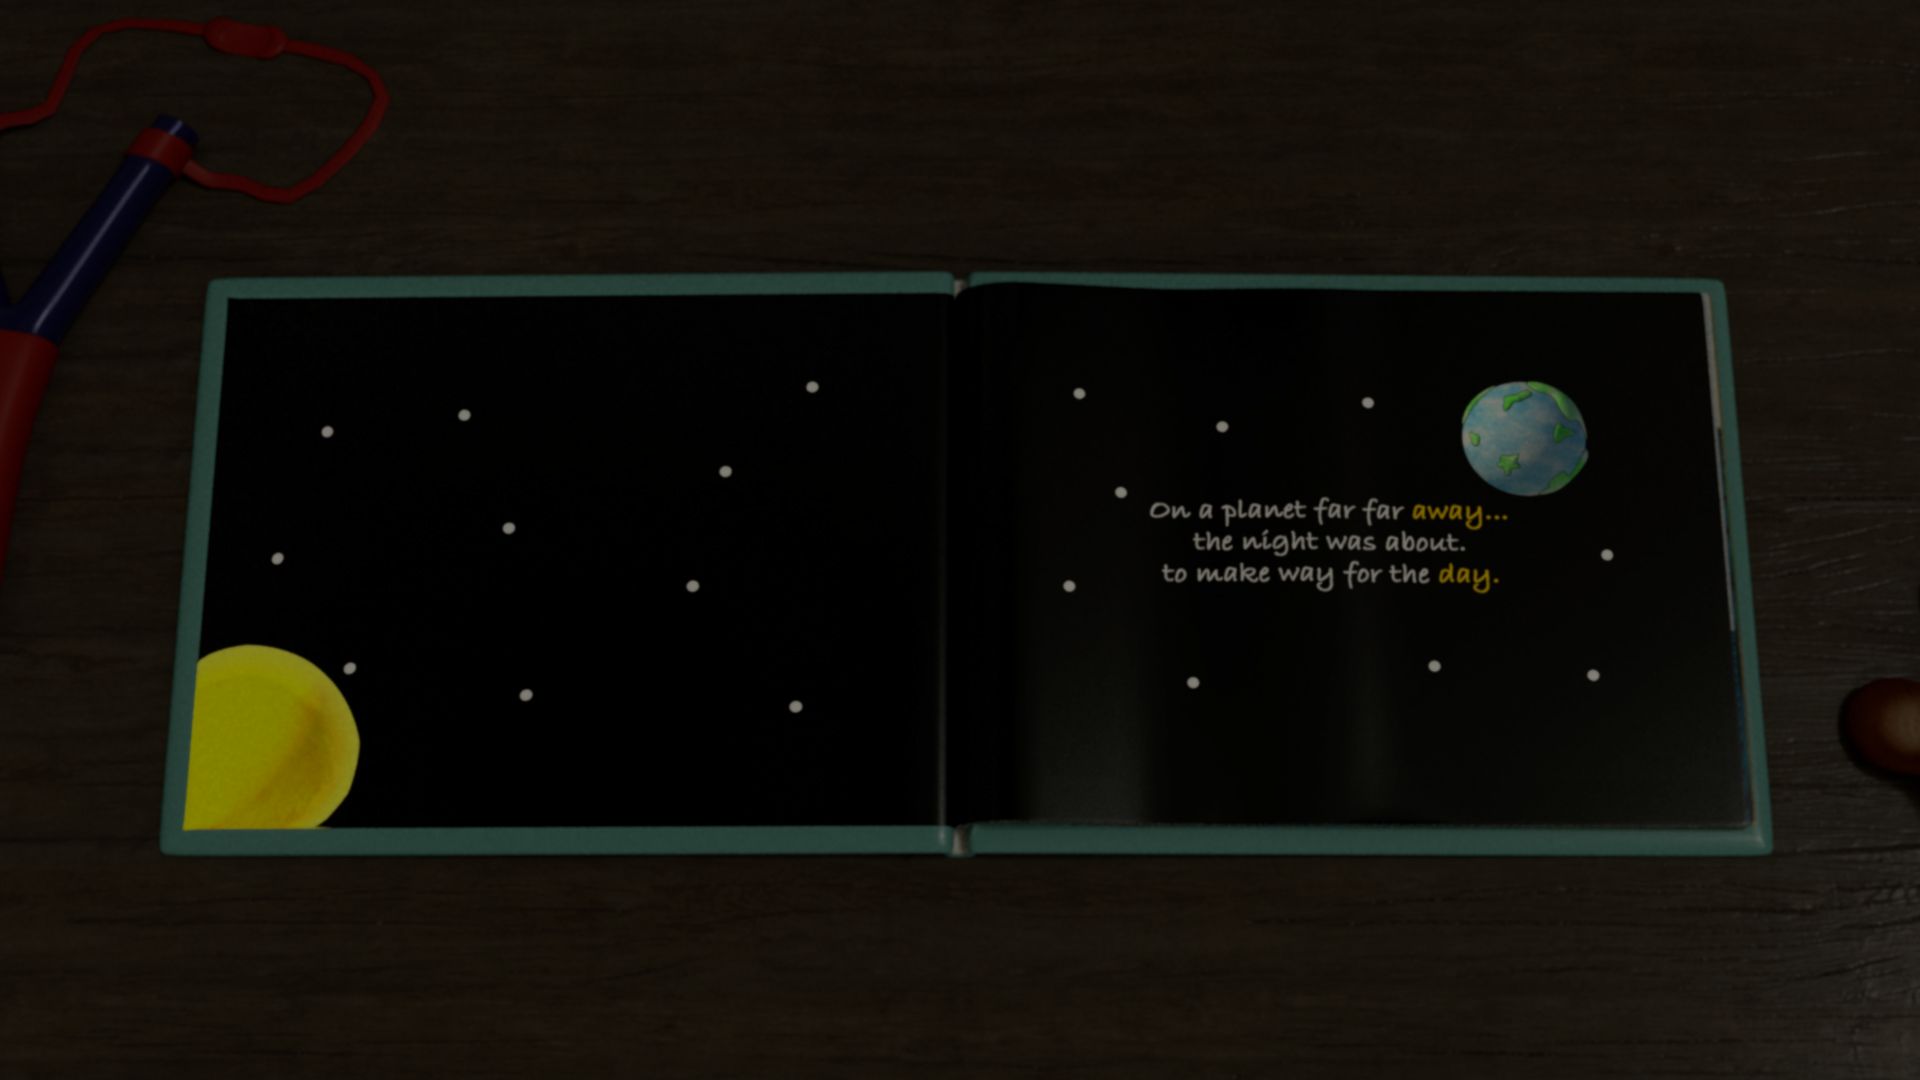 On a planet far far away...
the night was about.
to make way for the day.